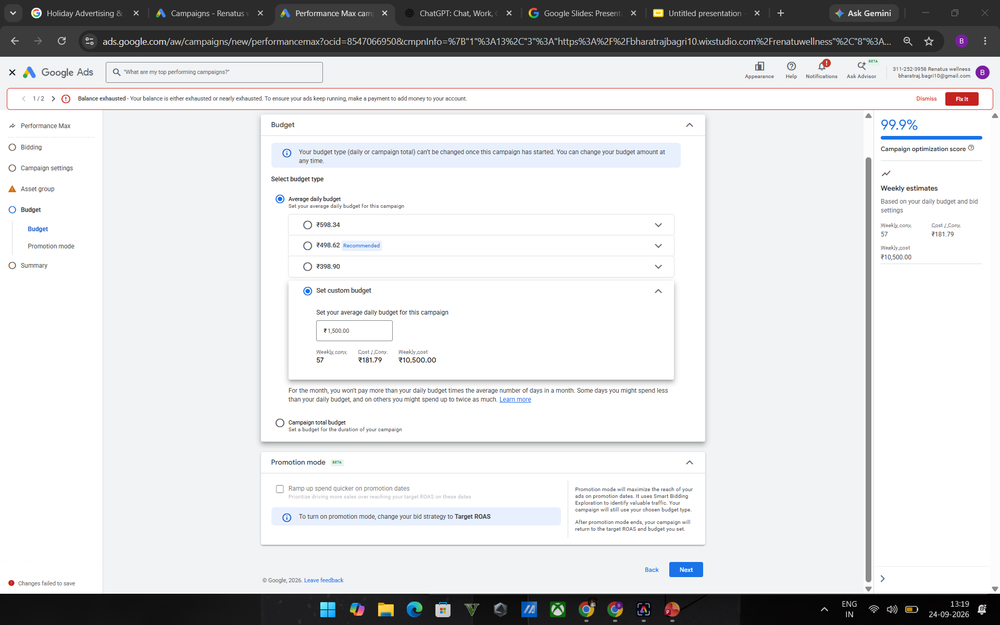 Holiday Advertising &
Campaigns - Renatus w
Performance Max cam
ChatGPT: Chat, Work, C
Google Slides: Present
Untitled presentation
Ask Gemini
ads.google.com/aw/campaigns/new/performancemax?ocid=8547066950&cmpnInfo=%7B"1"%3A13%2C"3"%3A"https%3A%2F%2Fbharatrajbagri10.wixstudio.com%2Frenatuwellness"%2C"8"%3A...
B
Google Ads
"What are my top performing campaigns?"
Appearance
Help
Notifications
BETA
Ask Advisor
311-252-3958 Renatus wellness
bharatraj.bagri10@gmail.com
B
1 / 2
Balance exhausted - Your balance is either exhausted or nearly exhausted. To ensure your ads keep running, make a payment to add money to your account.
Dismiss
Fix It
Performance Max
Bidding
Campaign settings
Asset group
Budget
Budget
Promotion mode
Summary
Changes failed to save
Budget
Your budget type (daily or campaign total) can't be changed once this campaign has started. You can change your budget amount at
any time.
Select budget type
Average daily budget
Set your average daily budget for this campaign
₹598.34
₹498.62 Recommended
₹398.90
Set custom budget
Set your average daily budget for this campaign
₹ 1,500.00
Weekly conv. Cost / Conv. Weekly cost
57 ₹181.79 ₹10,500.00
For the month, you won't pay more than your daily budget times the average number of days in a month. Some days you might spend less
than your daily budget, and on others you might spend up to twice as much. Learn more
Campaign total budget
Set a budget for the duration of your campaign
Promotion mode BETA
Ramp up spend quicker on promotion dates
Prioritize driving more sales over reaching your target ROAS on these dates
To turn on promotion mode, change your bid strategy to Target ROAS
Promotion mode will maximize the reach of your
ads on promotion dates. It uses Smart Bidding
Exploration to identify valuable traffic. Your
campaign will still use your chosen budget type.
After promotion mode ends, your campaign will
return to the target ROAS and budget you set.
Back
Next
© Google, 2026. Leave feedback
99.9%
Campaign optimization score
Weekly estimates
Based on your daily budget and bid
settings
Weekly conv. Cost / Conv.
57 ₹181.79
Weekly cost
₹10,500.00
ENG
IN
13:19
24-09-2026